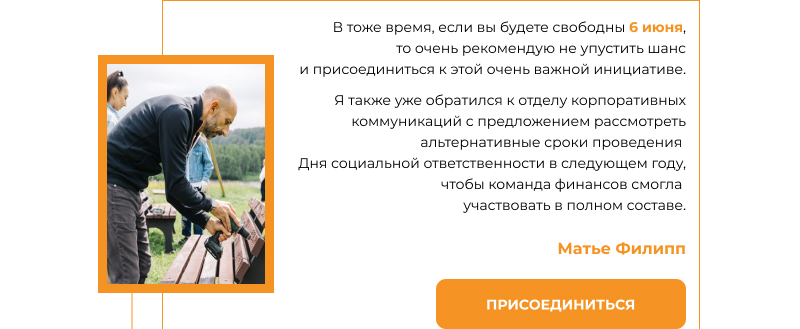 В тоже время, если вы будете свободны 6 июня,
то очень рекомендую не упустить шанс
и присоединиться к этой очень важной инициативе.
Я также уже обратился к отделу корпоративных
коммуникаций с предложением рассмотреть
альтернативные сроки проведения
Дня социальной ответственности в следующем году,
чтобы команда финансов смогла
участвовать в полном составе.
Матье Филипп
ПРИСОЕДИНИТЬСЯ